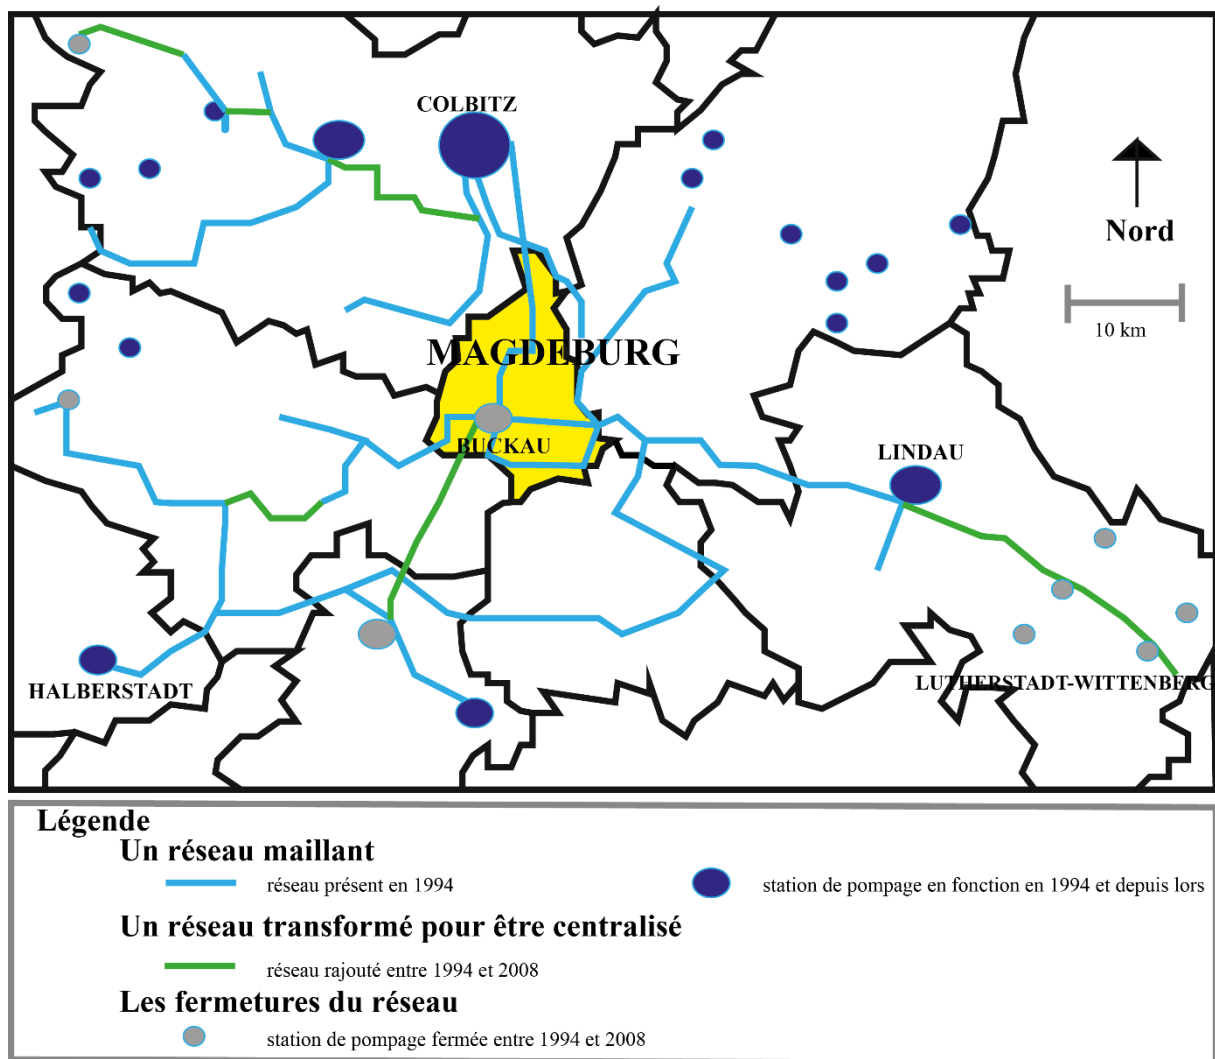 COLBITZ
Nord
10 km
MAGDEBURG
BUCKAU
LINDAU
HALBERSTADT
LUTHERSTADT-WITTENBERG
Légende
Un réseau maillant
réseau présent en 1994
station de pompage en fonction en 1994 et depuis lors
Un réseau transformé pour être centralisé
réseau rajouté entre 1994 et 2008
Les fermetures du réseau
station de pompage fermée entre 1994 et 2008